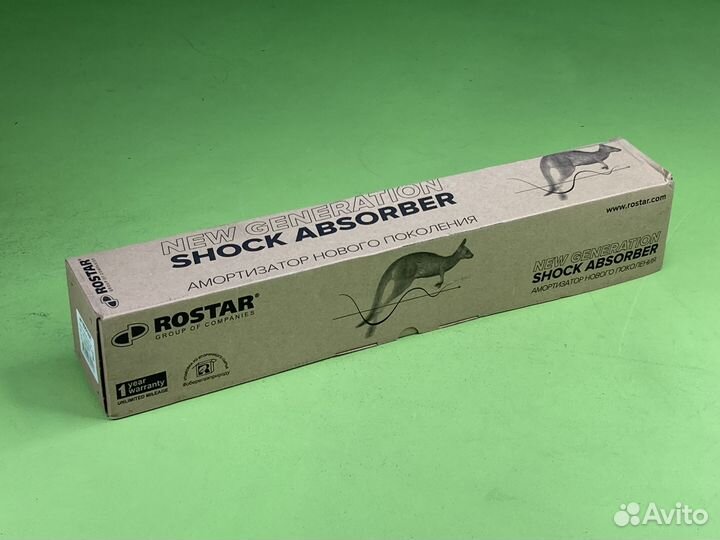 NEW GENERATION
SHOCK ABSORBER
АМОРТИЗАТОР НОВОГО ПОКОЛЕНИЯ
www.rostar.com
ROSTAR
ROSTAR®
GROUP OF COMPANIES
1 year
warranty
UNLIMITED MILEAGE
#берегиприроду
NEW GENERATION
SHOCK ABSORBER
АМОРТИЗАТОР НОВОГО ПОКОЛЕНИЯ
Avito